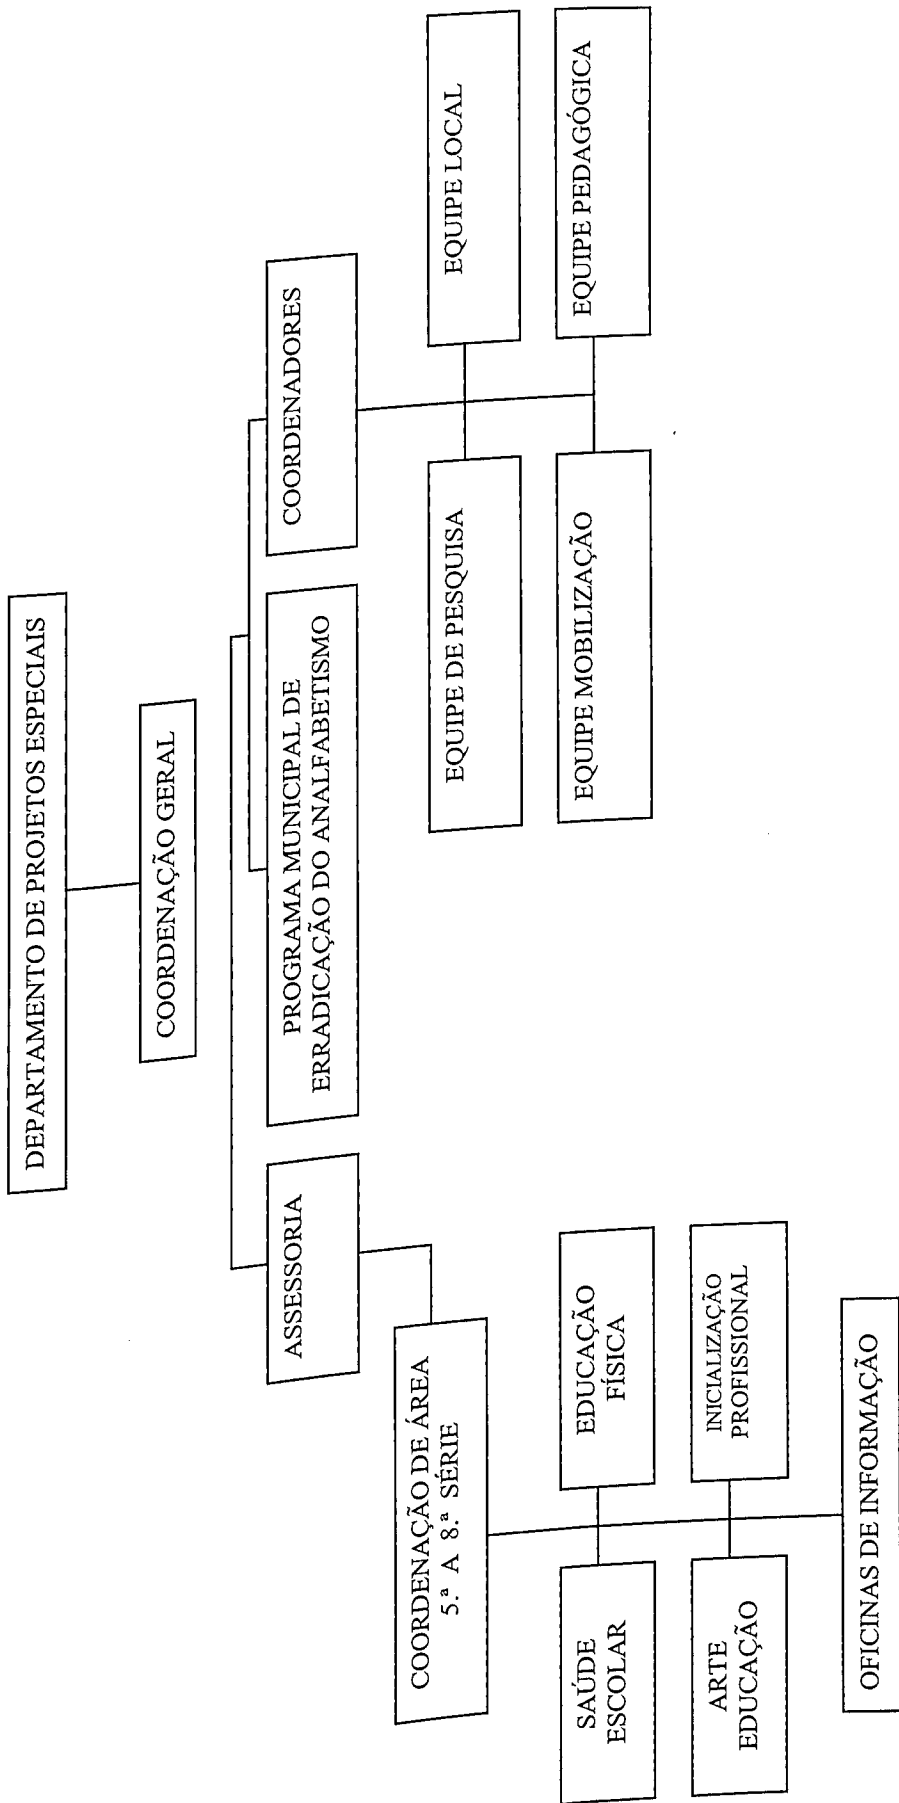 DEPARTAMENTO DE PROJETOS ESPECIAIS
COORDENAÇÃO GERAL
ASSESSORIA
PROGRAMA MUNICIPAL DE
ERRADICAÇÃO DO ANALFABETISMO
COORDENADORES
COORDENAÇÃO DE ÁREA
5.ª A 8.ª SÉRIE
EQUIPE DE PESQUISA
EQUIPE LOCAL
EQUIPE MOBILIZAÇÃO
EQUIPE PEDAGÓGICA
SAÚDE
ESCOLAR
EDUCAÇÃO
FÍSICA
ARTE
EDUCAÇÃO
INICIALIZAÇÃO
PROFISSIONAL
OFICINAS DE INFORMAÇÃO